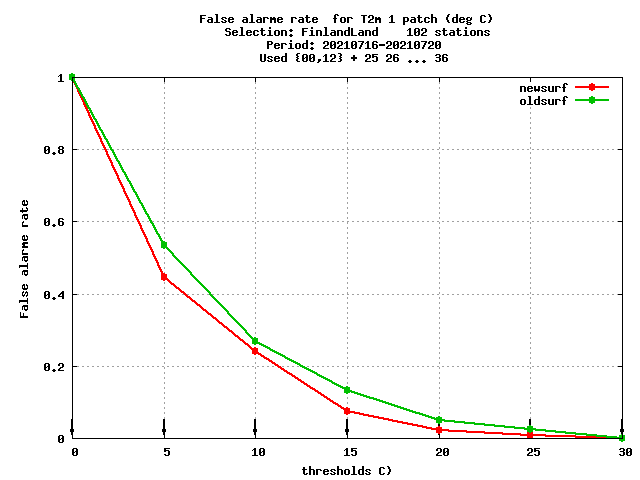 False alarme rate  for T2m 1 patch (deg C)
Selection: FinlandLand    102 stations
Period: 20210716-20210720
Used {00,12} + 25 26 ... 36
newsurf
oldsurf
1
0.8
0.6
0.4
0.2
0
False alarme rate
0 5 10 15 20 25 30
thresholds C)